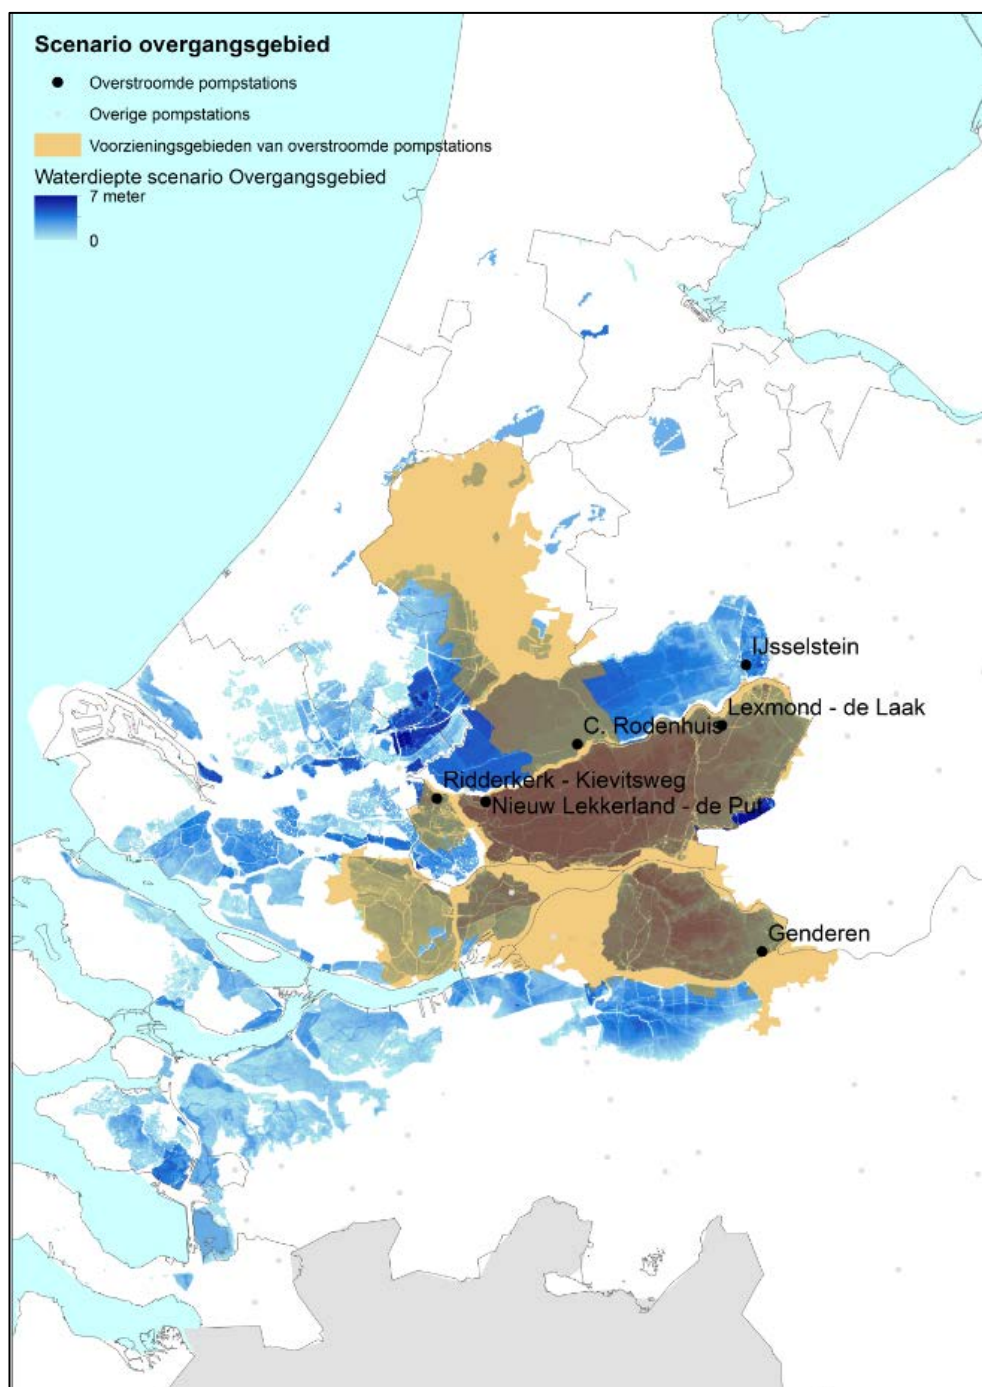 Scenario overgangsgebied
Overstroomde pompstations
Overige pompstations
Voorzieningsgebieden van overstroomde pompstations
Waterdiepte scenario Overgangsgebied
7 meter
0
IJsselstein
Lexmond - de Laak
C. Rodenhuis
Ridderkerk - Kievitsweg
Nieuw Lekkerland - de Put
Genderen